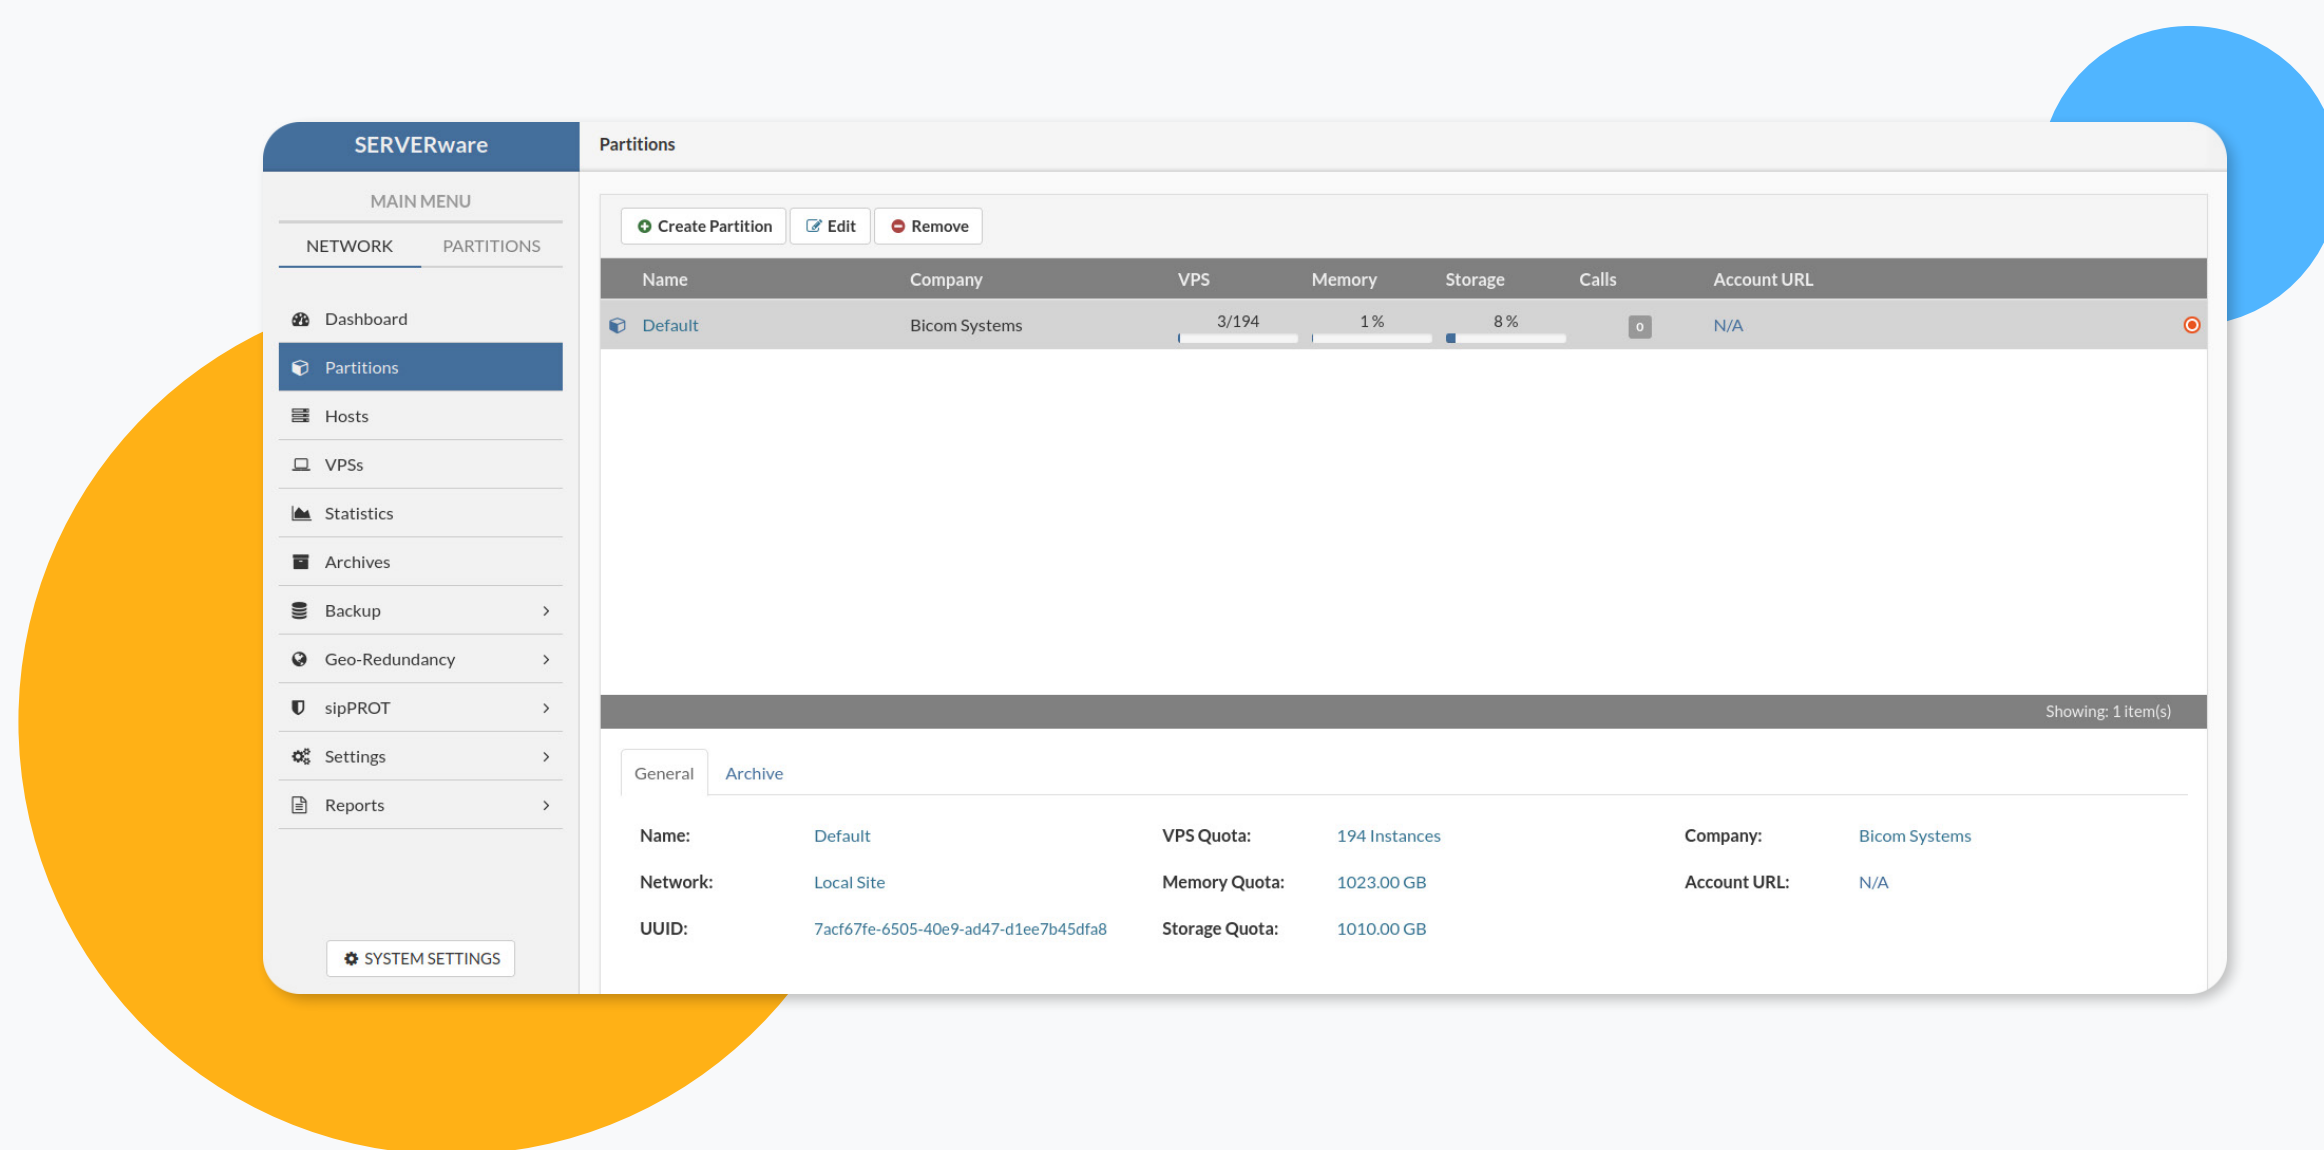 SERVERware
Partitions
MAIN MENU
NETWORK PARTITIONS
Dashboard
Partitions
Hosts
VPSs
Statistics
Archives
Backup
Geo-Redundancy
sipPROT
Settings
Reports
SYSTEM SETTINGS
Create Partition Edit Remove
Name Company VPS Memory Storage Calls Account URL
Default Bicom Systems 3/194 1% 8% 0 N/A
Showing: 1 item(s)
General Archive
Name: Default VPS Quota: 194 Instances Company: Bicom Systems
Network: Local Site Memory Quota: 1023.00 GB Account URL: N/A
UUID: 7acf67fe-6505-40e9-ad47-d1ee7b45dfa8 Storage Quota: 1010.00 GB